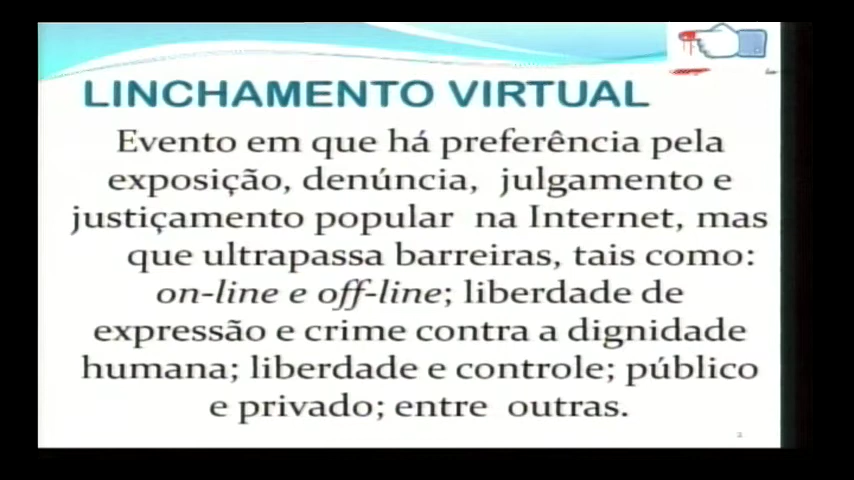 LINCHAMENTO VIRTUAL
Evento em que há preferência pela
exposição, denúncia, julgamento e
justiçamento popular na Internet, mas
que ultrapassa barreiras, tais como:
on-line e off-line; liberdade de
expressão e crime contra a dignidade
humana; liberdade e controle; público
e privado; entre outras.
2